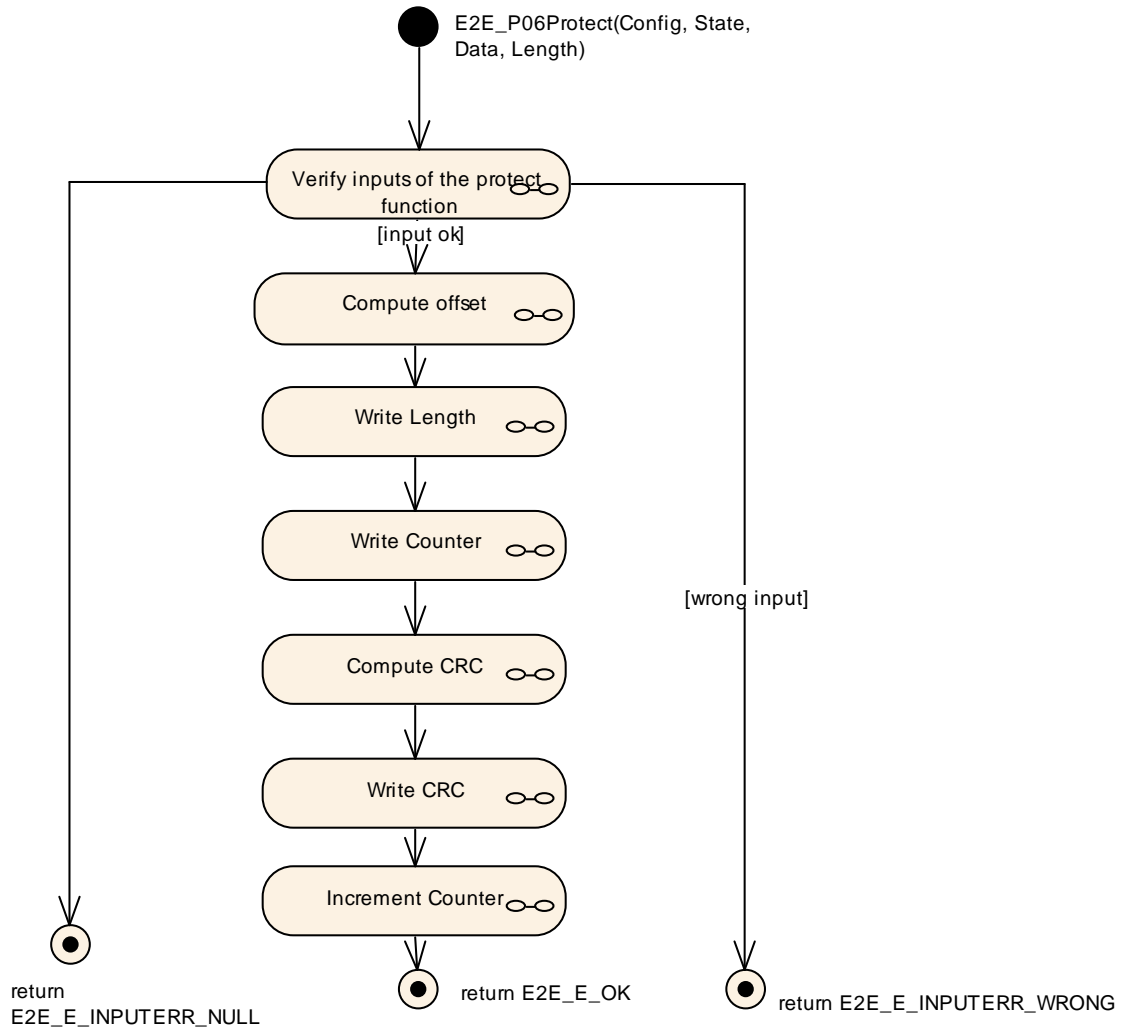 E2E_P06Protect(Config, State,
Data, Length)
Verify inputs of the protect
function
[input ok]
Compute offset
Write Length
Write Counter
[wrong input]
Compute CRC
Write CRC
Increment Counter
return
E2E_E_INPUTERR_NULL
return E2E_E_OK
return E2E_E_INPUTERR_WRONG